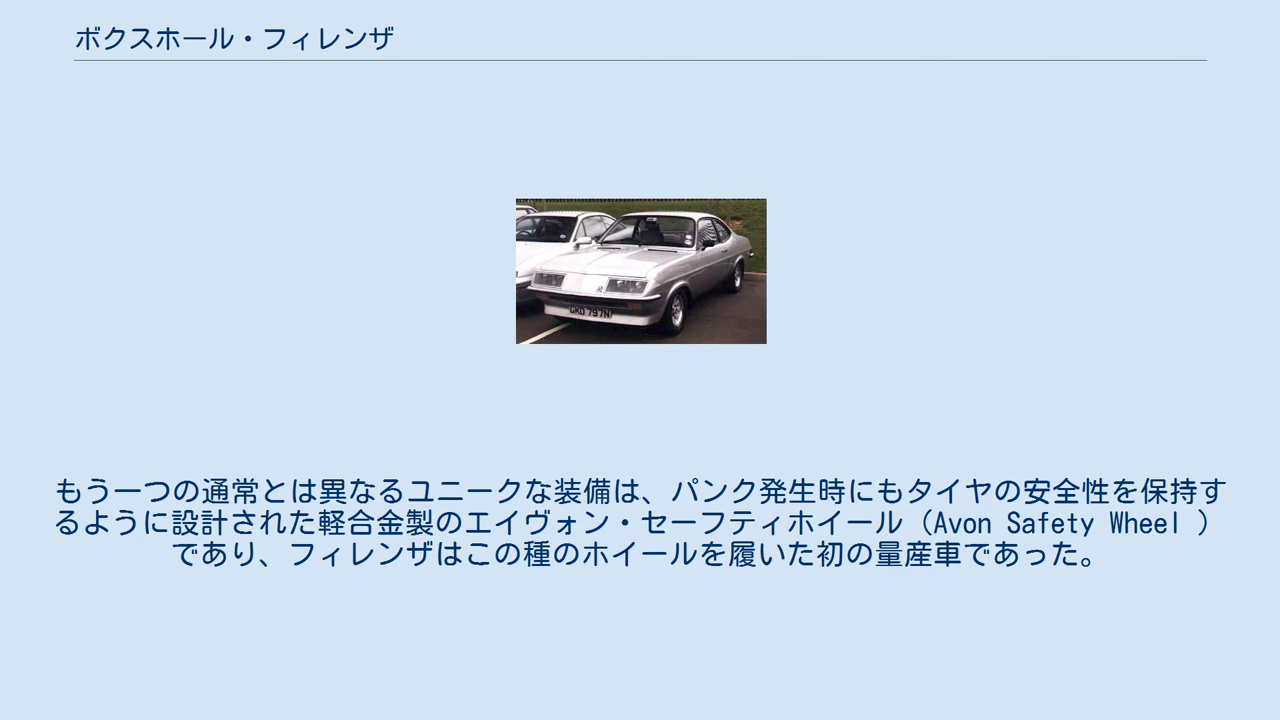 ボクスホール・フィレンザ
GKO 797N
もう一つの通常とは異なるユニークな装備は、パンク発生時にもタイヤの安全性を保持す
るように設計された軽合金製のエイヴォン・セーフティホイール（Avon Safety Wheel ）
であり、フィレンザはこの種のホイールを履いた初の量産車であった。